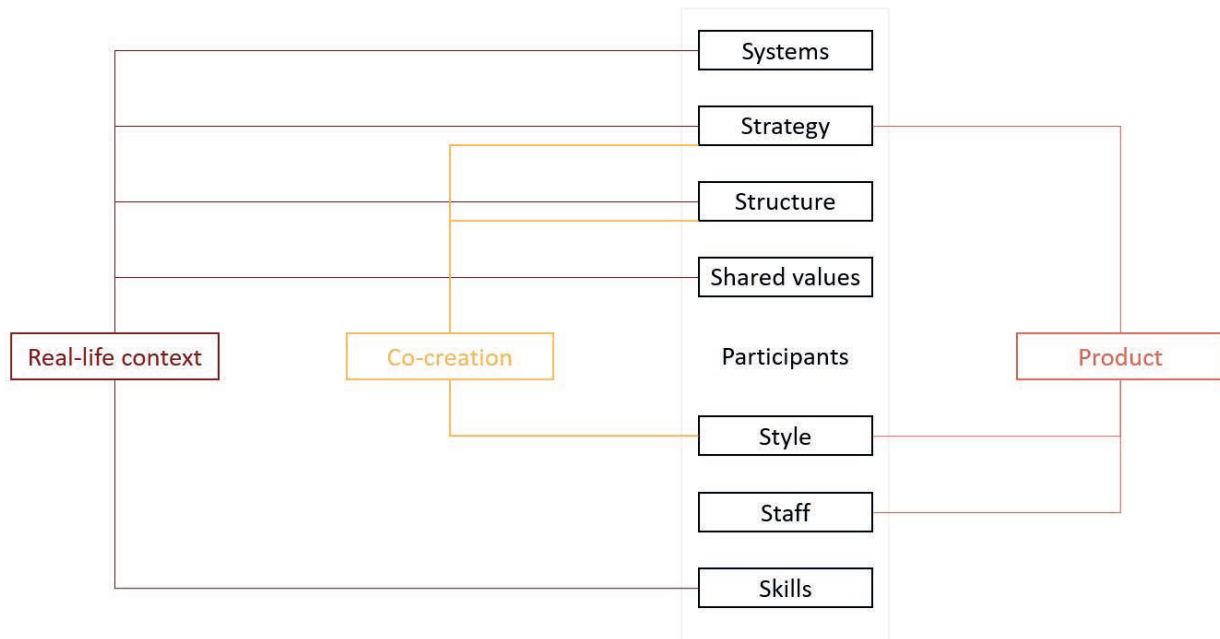 Systems
Strategy
Structure
Shared values
Real-life context
Co-creation
Participants
Product
Style
Staff
Skills